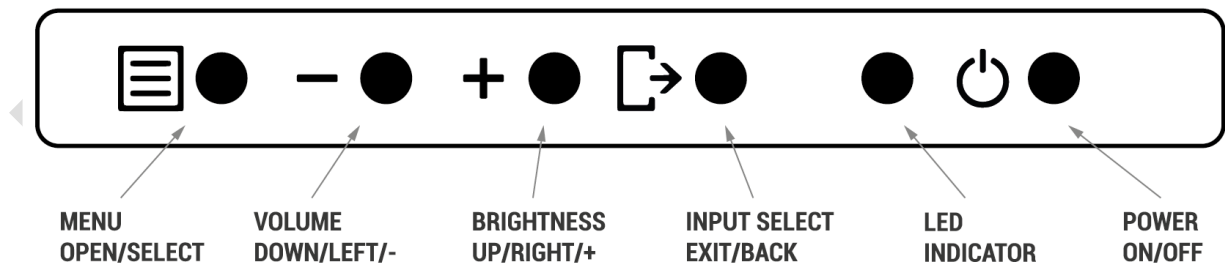 MENU
OPEN/SELECT
VOLUME
DOWN/LEFT/-
BRIGHTNESS
UP/RIGHT/+
INPUT SELECT
EXIT/BACK
LED
INDICATOR
POWER
ON/OFF